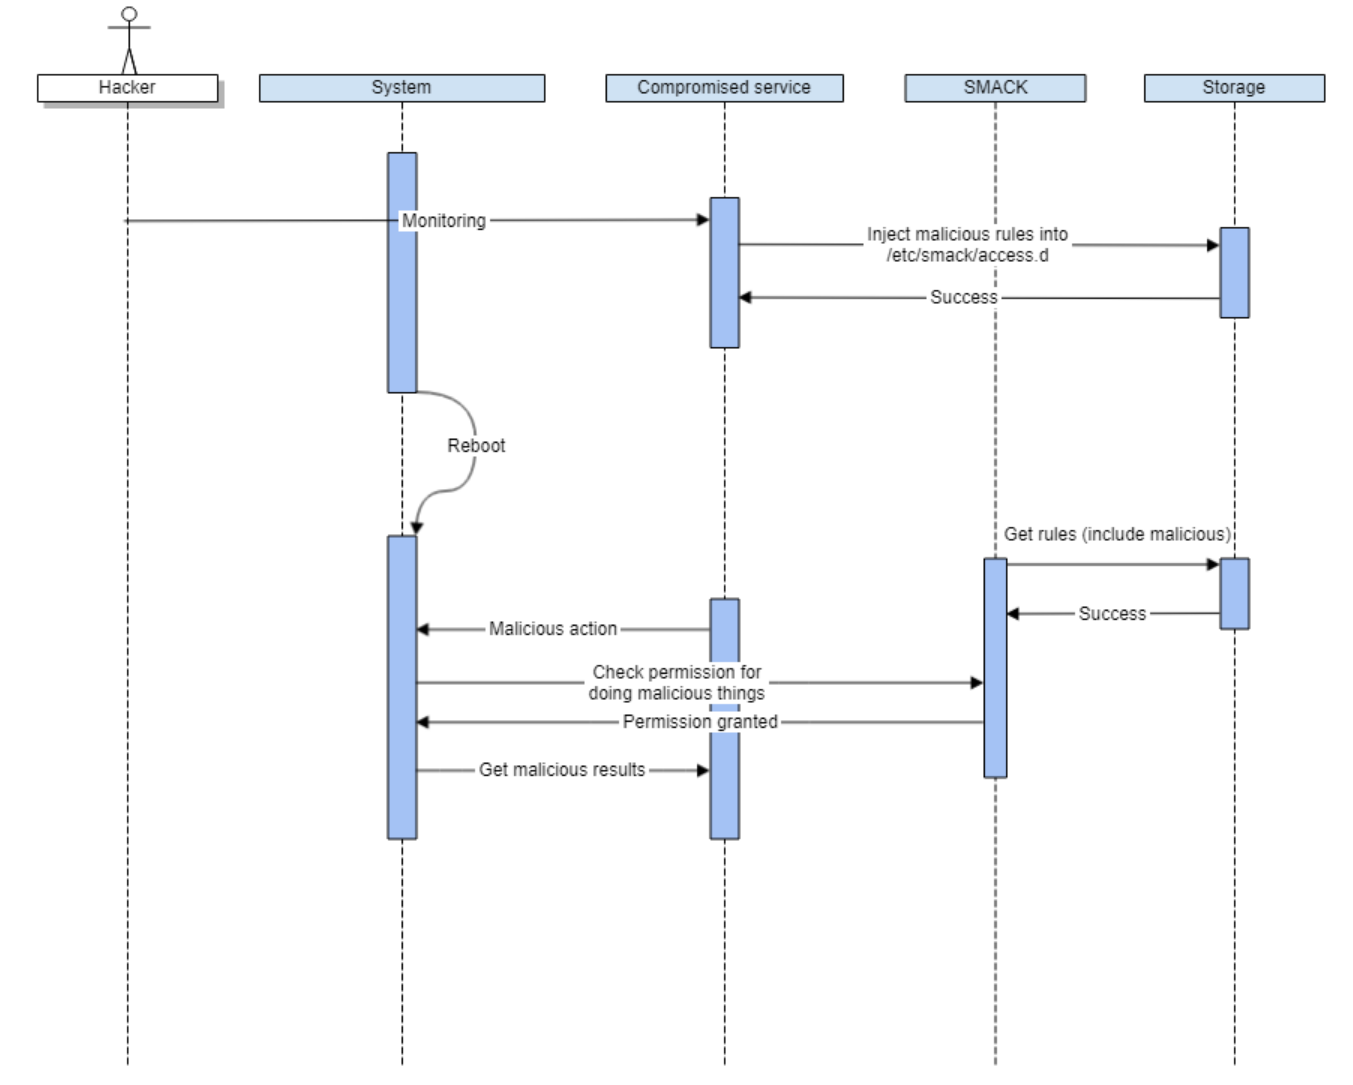 Hacker
System
Compromised service
SMACK
Storage
Monitoring
Inject malicious rules into
/etc/smack/access.d
Success
Reboot
Get rules (include malicious)
Success
Malicious action
Check permission for
doing malicious things
Permission granted
Get malicious results